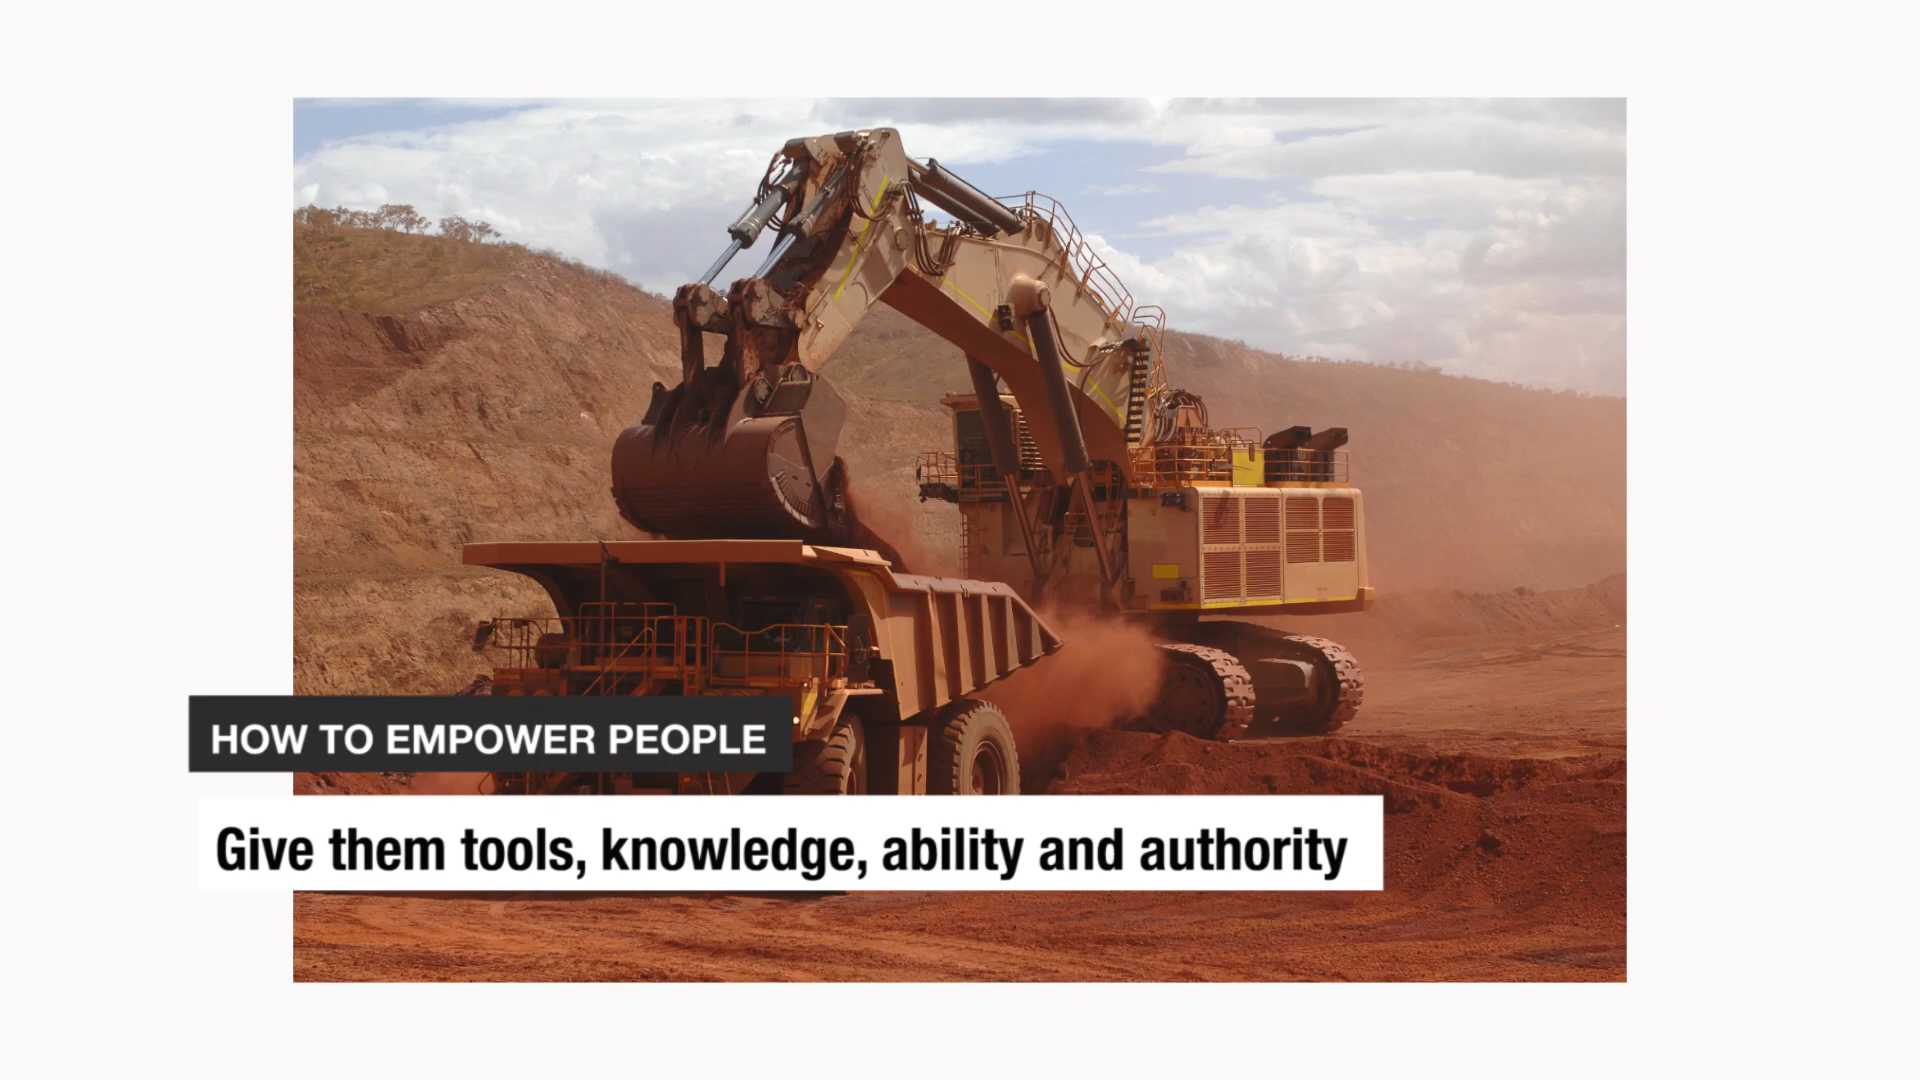 HOW TO EMPOWER PEOPLE
Give them tools, knowledge, ability and authority